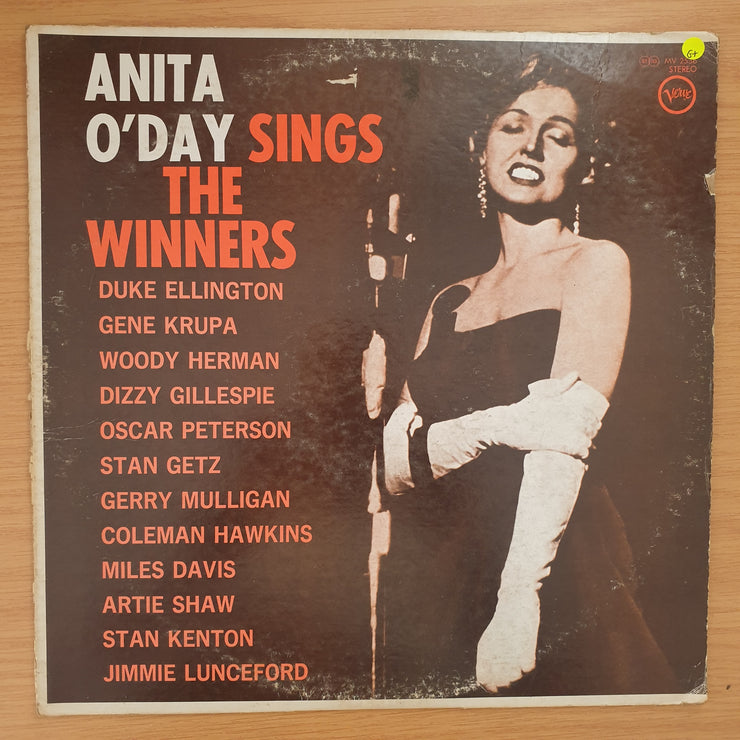 ANITA
O'DAY SINGS
THE
WINNERS
DUKE ELLINGTON
GENE KRUPA
WOODY HERMAN
DIZZY GILLESPIE
OSCAR PETERSON
STAN GETZ
GERRY MULLIGAN
COLEMAN HAWKINS
MILES DAVIS
ARTIE SHAW
STAN KENTON
JIMMIE LUNCEFORD
G+
MV
STEREO
Verve